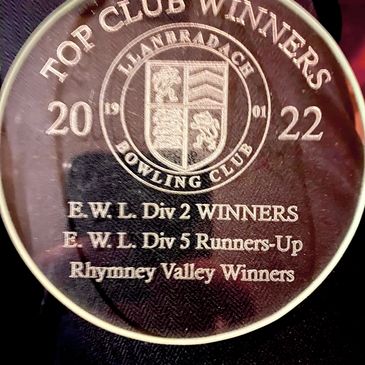 TOP CLUB WINNERS
LLANBRADACH
20 19 01 22
BOWLING CLUB
E. W. L. Div 2 WINNERS
E. W. L. Div 5 Runners-Up
Rhymney Valley Winners